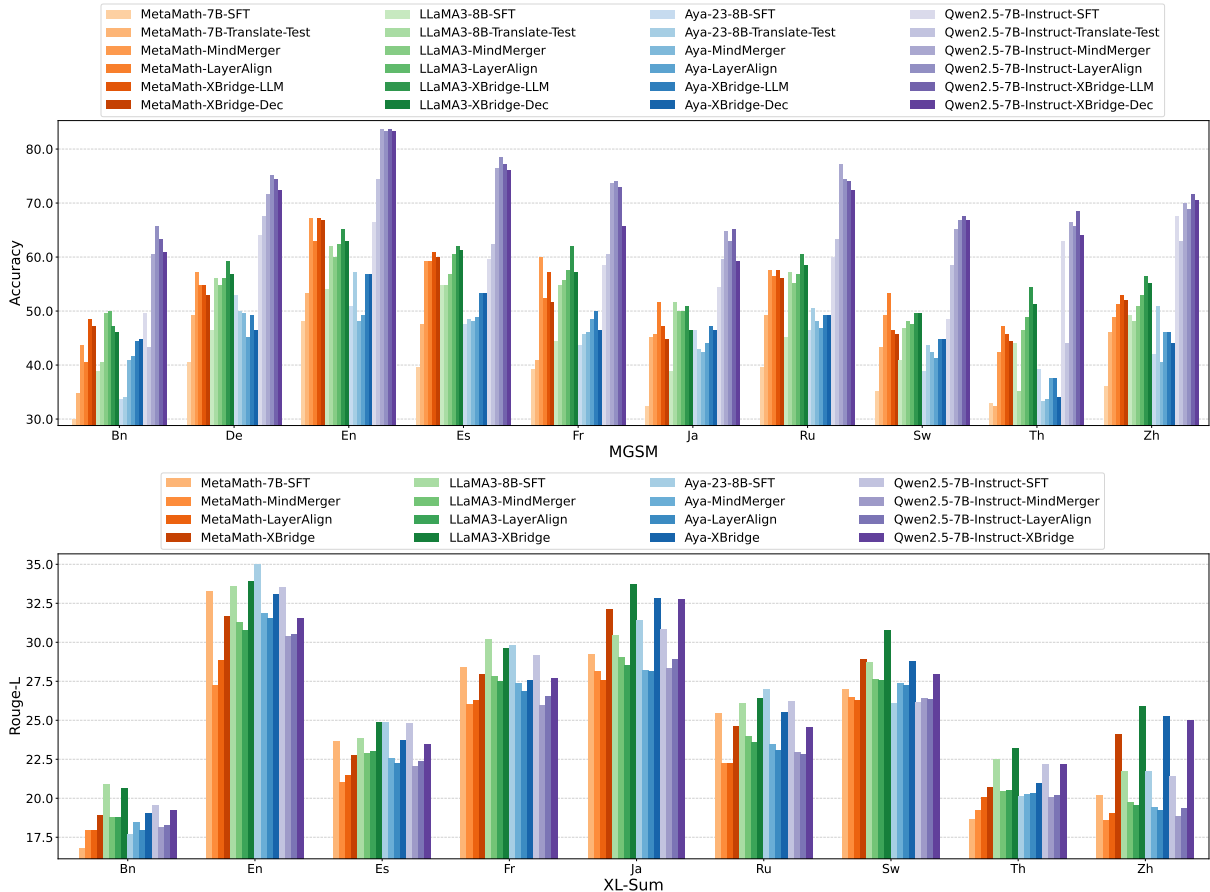 MetaMath-7B-SFT LLaMA3-8B-SFT Aya-23-8B-SFT Qwen2.5-7B-Instruct-SFT
MetaMath-7B-Translate-Test LLaMA3-8B-Translate-Test Aya-23-8B-Translate-Test Qwen2.5-7B-Instruct-Translate-Test
MetaMath-MindMerger LLaMA3-MindMerger Aya-MindMerger Qwen2.5-7B-Instruct-MindMerger
MetaMath-LayerAlign LLaMA3-LayerAlign Aya-LayerAlign Qwen2.5-7B-Instruct-LayerAlign
MetaMath-XBridge-LLM LLaMA3-XBridge-LLM Aya-XBridge-LLM Qwen2.5-7B-Instruct-XBridge-LLM
MetaMath-XBridge-Dec LLaMA3-XBridge-Dec Aya-XBridge-Dec Qwen2.5-7B-Instruct-XBridge-Dec
Accuracy
80.0
70.0
60.0
50.0
40.0
30.0
Bn De En Es Fr Ja Ru Sw Th Zh
MGSM
MetaMath-7B-SFT LLaMA3-8B-SFT Aya-23-8B-SFT Qwen2.5-7B-Instruct-SFT
MetaMath-MindMerger LLaMA3-MindMerger Aya-MindMerger Qwen2.5-7B-Instruct-MindMerger
MetaMath-LayerAlign LLaMA3-LayerAlign Aya-LayerAlign Qwen2.5-7B-Instruct-LayerAlign
MetaMath-XBridge LLaMA3-XBridge Aya-XBridge Qwen2.5-7B-Instruct-XBridge
Rouge-L
35.0
32.5
30.0
27.5
25.0
22.5
20.0
17.5
Bn En Es Fr Ja Ru Sw Th Zh
XL-Sum